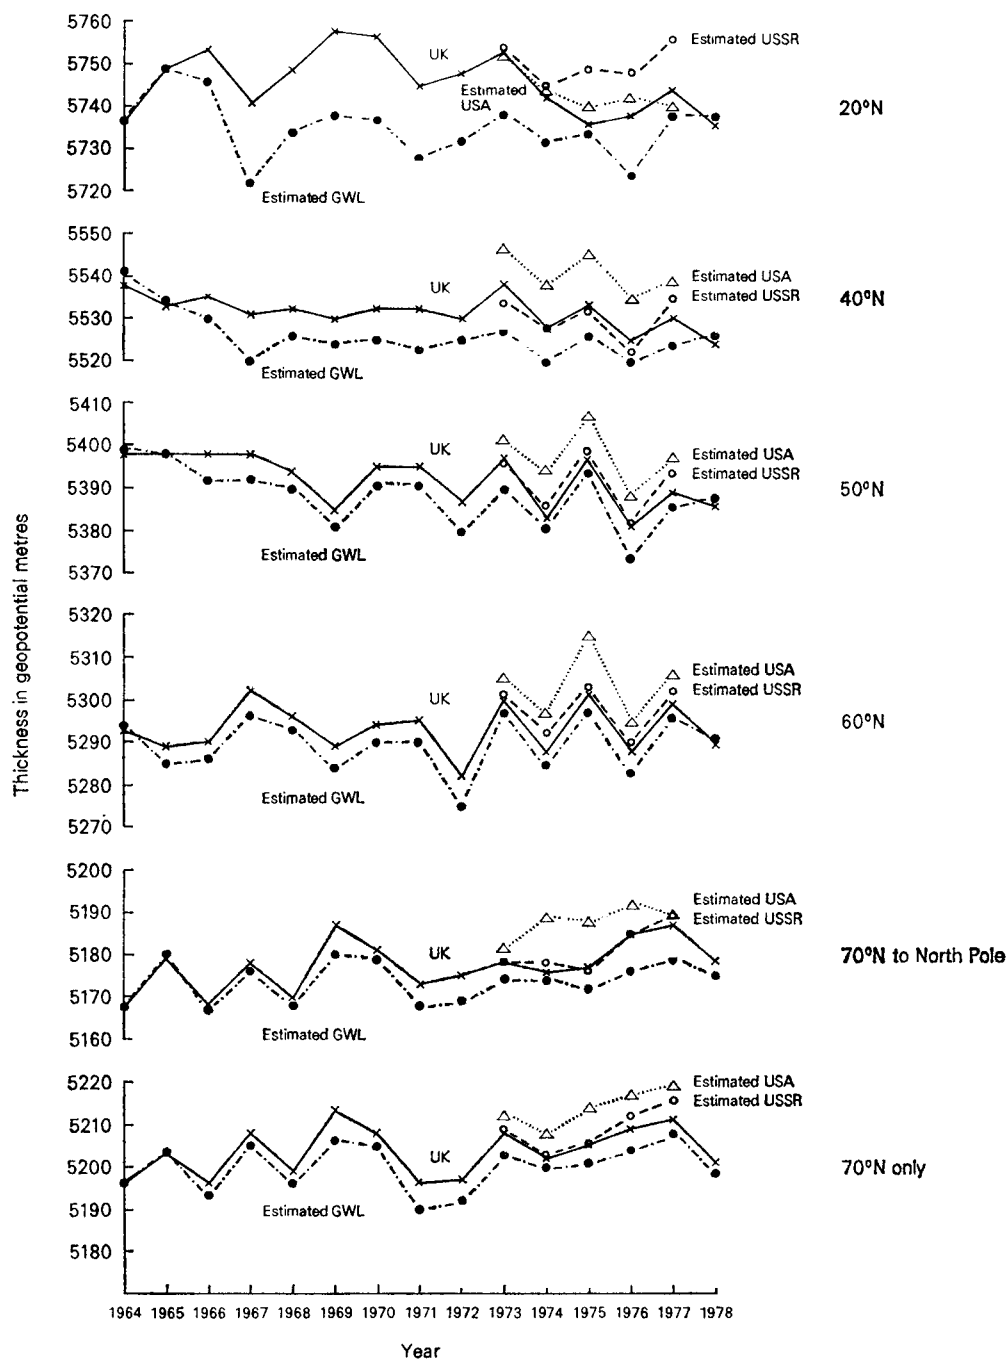 Thickness in geopotential metres
5760
5750
5740
5730
5720
UK
Estimated USSR
Estimated
USA
Estimated GWL
20°N
5550
5540
5530
5520
UK
Estimated USA
Estimated USSR
Estimated GWL
40°N
5410
5400
5390
5380
5370
UK
Estimated USA
Estimated USSR
Estimated GWL
50°N
5320
5310
5300
5290
5280
5270
UK
Estimated USA
Estimated USSR
Estimated GWL
60°N
5200
5190
5180
5170
5160
UK
Estimated USA
Estimated USSR
Estimated GWL
70°N to North Pole
5220
5210
5200
5190
5180
UK
Estimated USA
Estimated USSR
Estimated GWL
70°N only
1964 1965 1966 1967 1968 1969 1970 1971 1972 1973 1974 1975 1976 1977 1978
Year